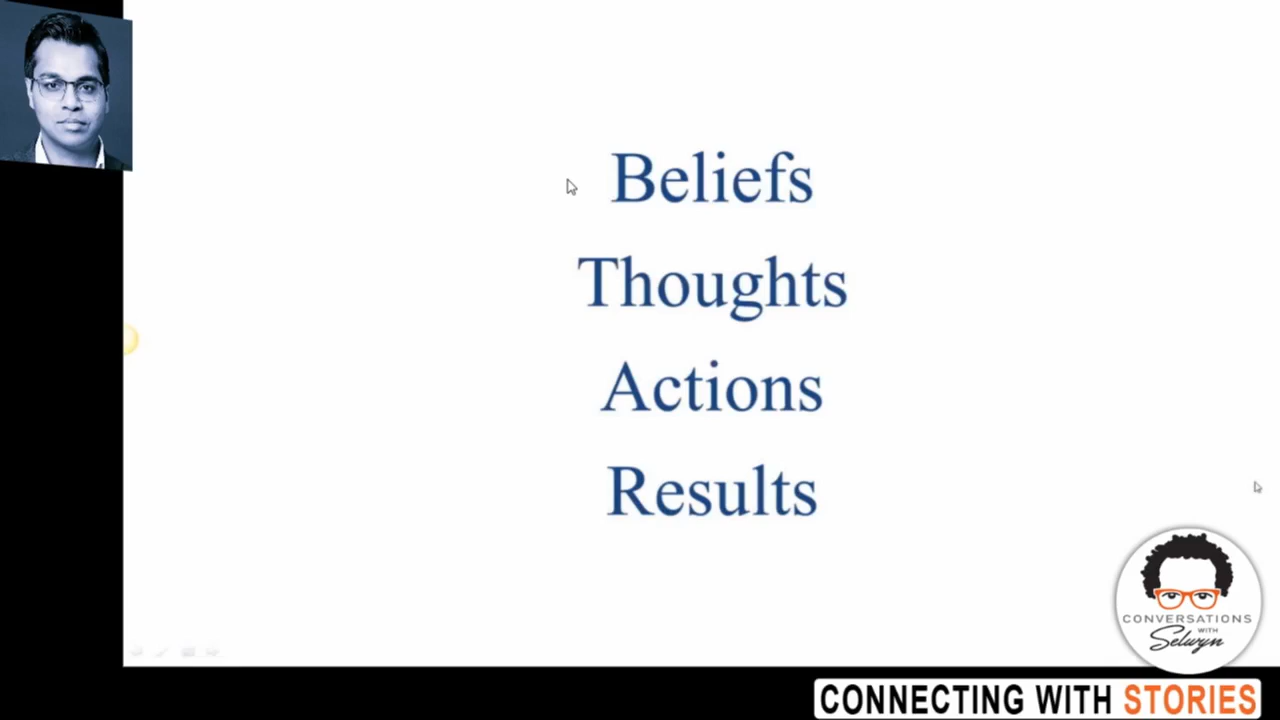 Beliefs
Thoughts
Actions
Results
CONVERSATIONS
WITH
Selwyn
CONNECTING WITH STORIES